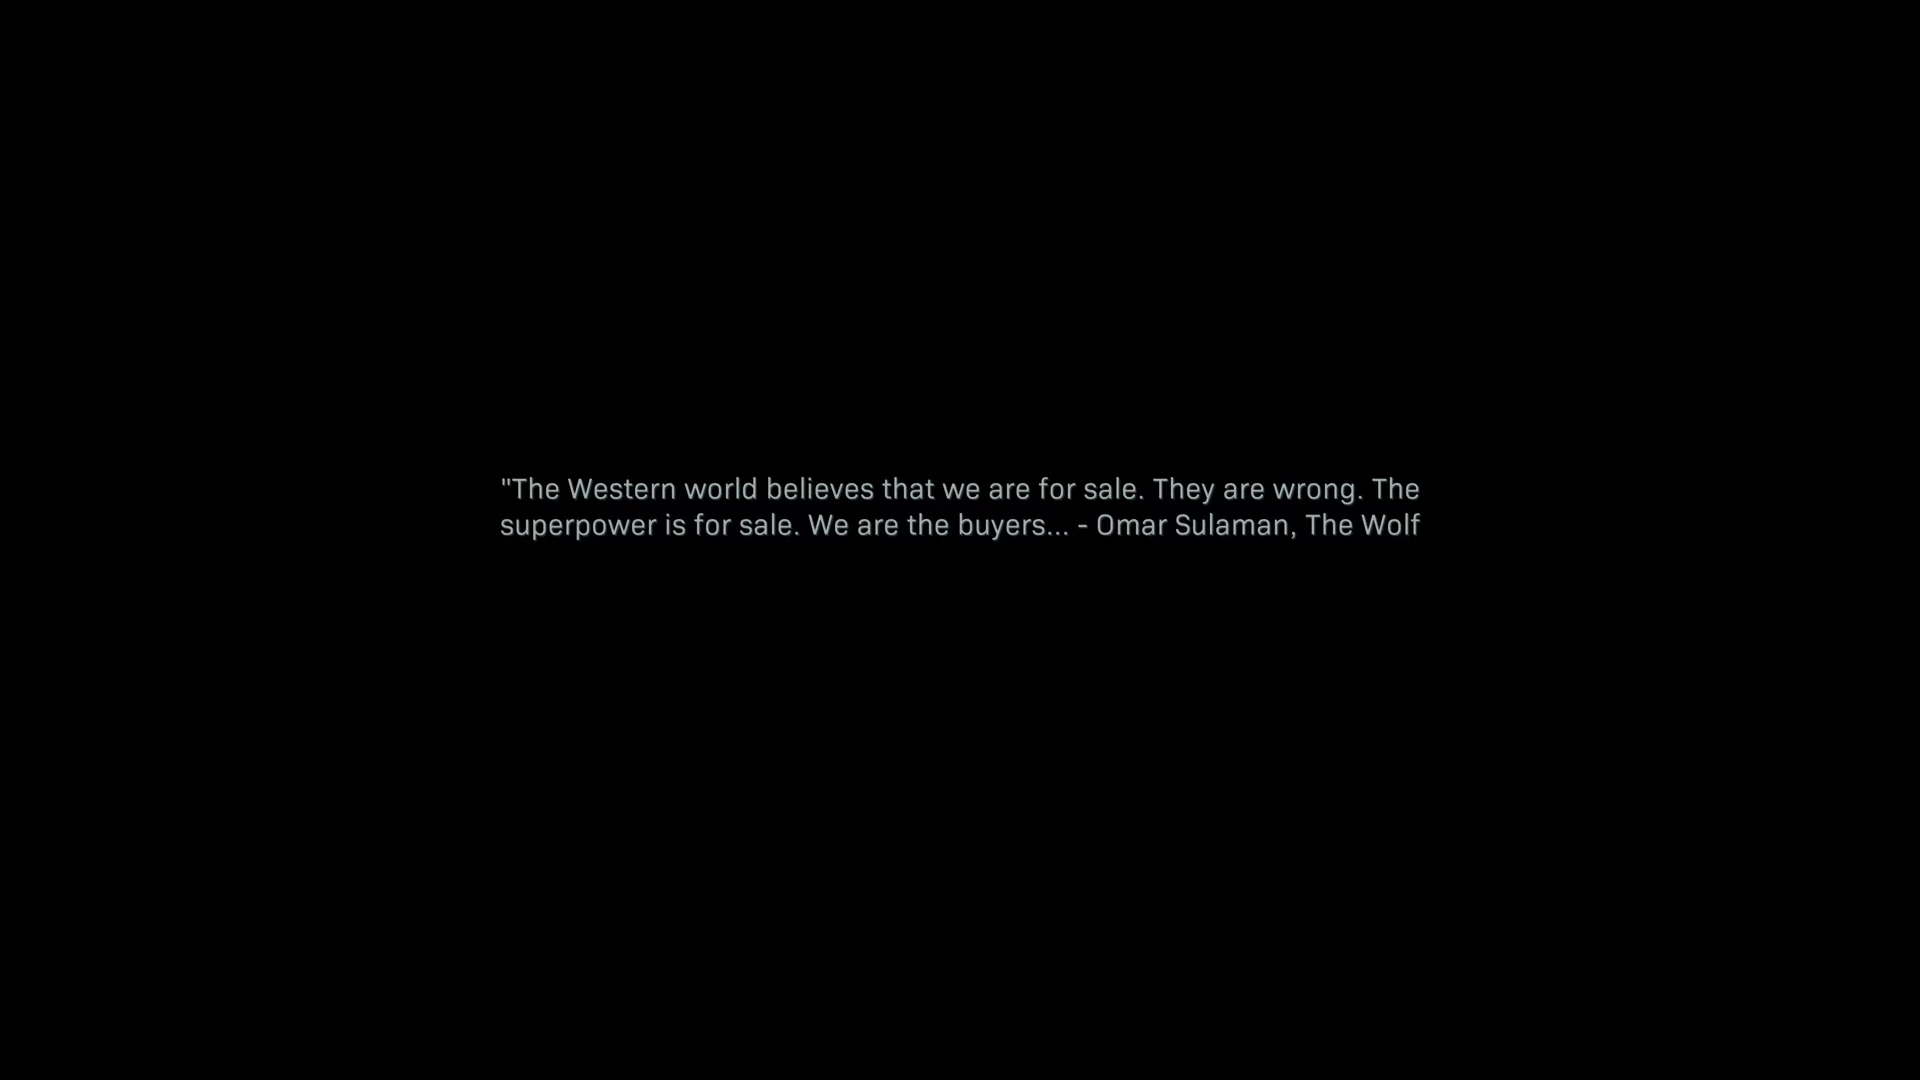 "The Western world believes that we are for sale. They are wrong. The
superpower is for sale. We are the buyers... - Omar Sulaman, The Wolf